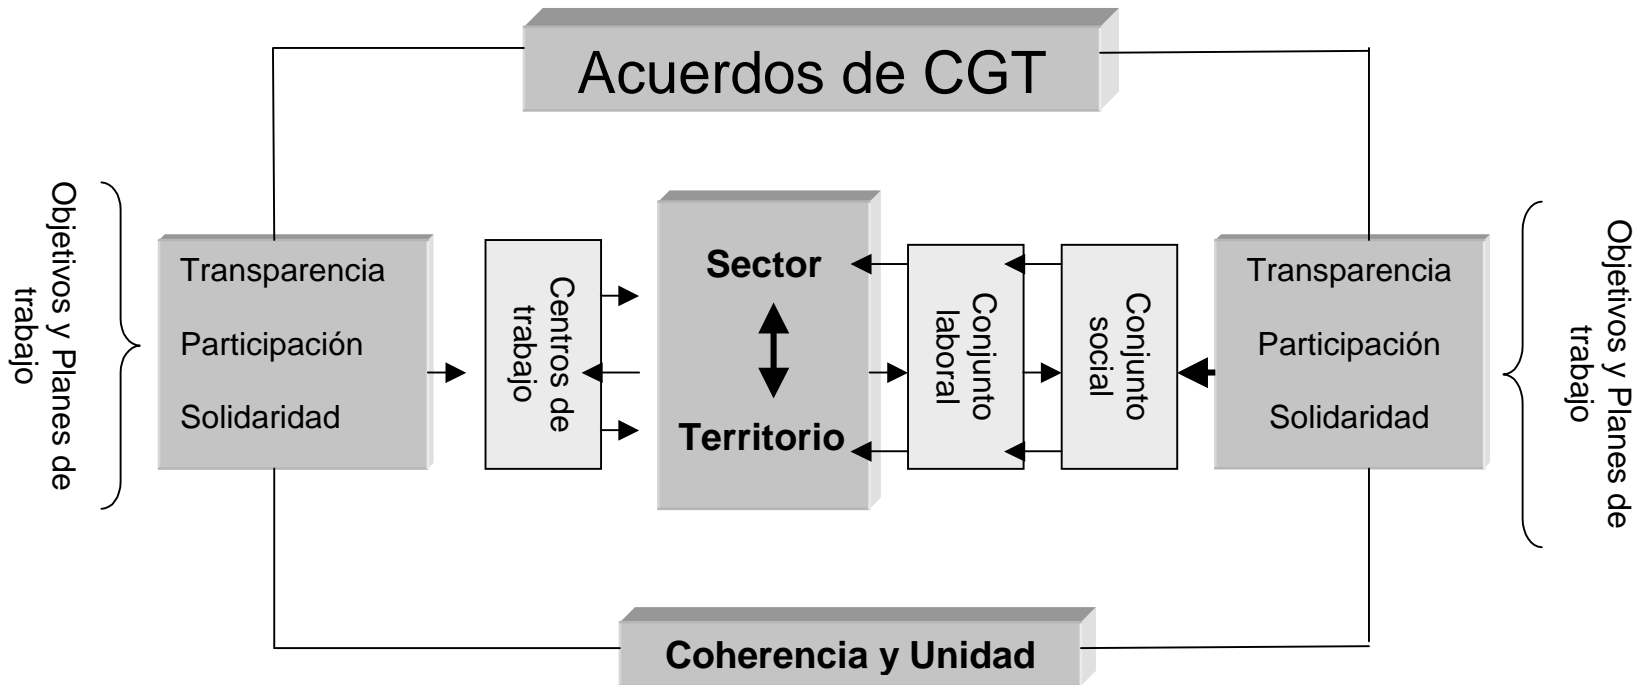 Acuerdos de CGT
Objetivos y Planes de
trabajo
Transparencia
Participación
Solidaridad
Centros de
trabajo
Sector
Territorio
Conjunto
laboral
Conjunto
social
Transparencia
Participación
Solidaridad
Objetivos y Planes de
trabajo
Coherencia y Unidad